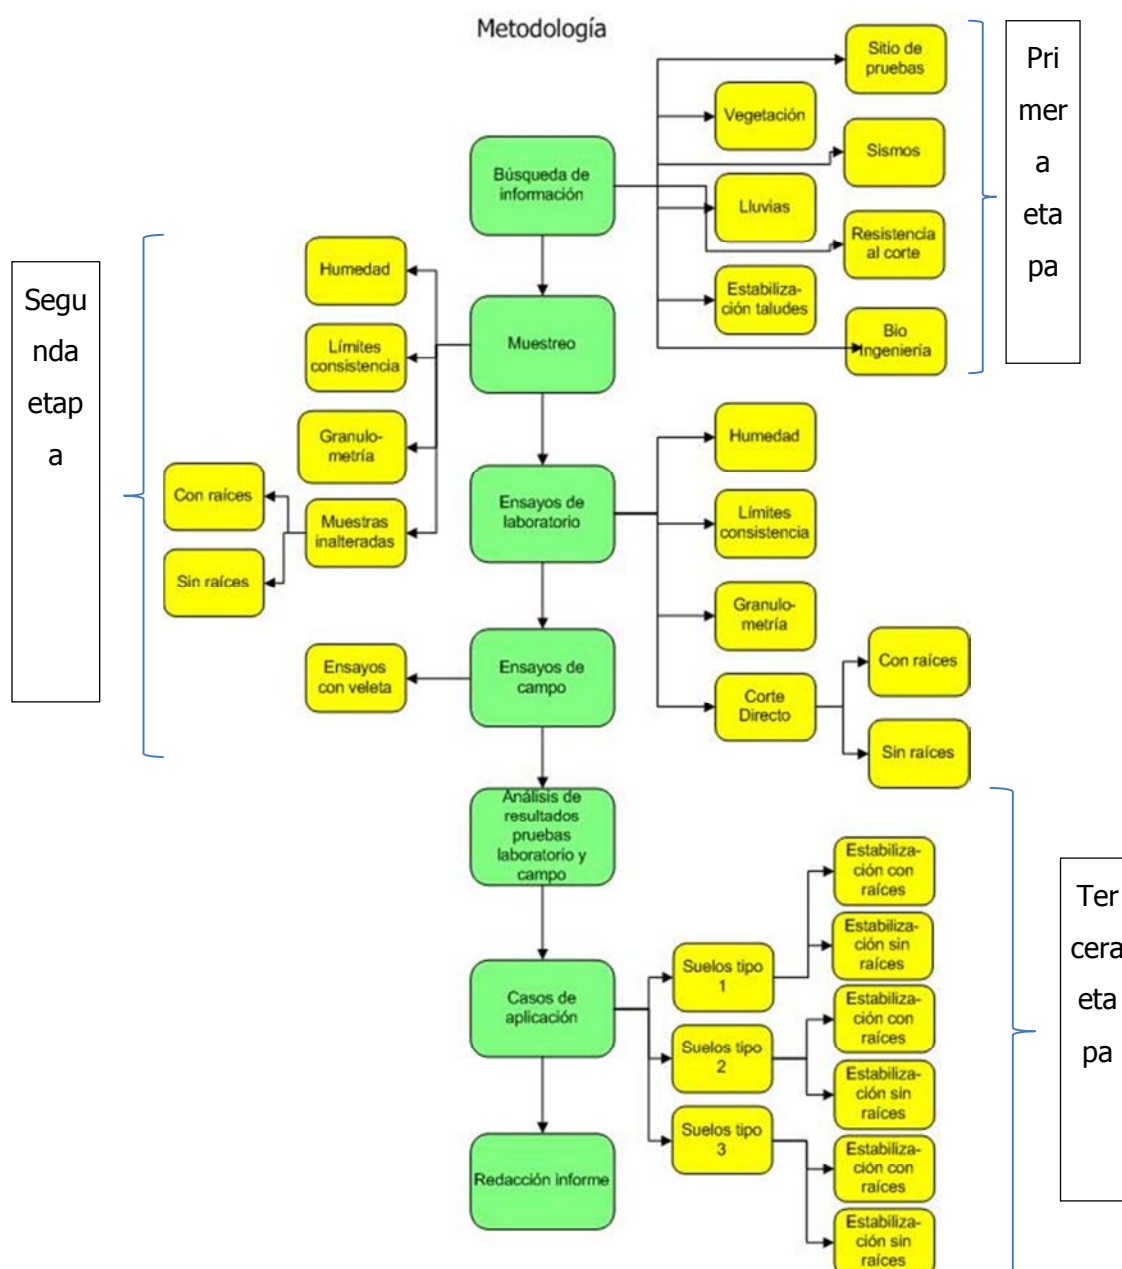 Metodología
Sitio de
pruebas
Vegetación
Sismos
Búsqueda de
información
Lluvias
Resistencia
al corte
Estabiliza-
ción taludes
Bio
Ingeniería
Pri
mer
a
eta
pa
Segu
nda
etap
a
Humedad
Límites
consistencia
Granulo-
metría
Muestras
inalteradas
Con raíces
Sin raíces
Muestreo
Ensayos de
laboratorio
Humedad
Límites
consistencia
Granulo-
metría
Corte
Directo
Con raíces
Sin raíces
Ensayos
con veleta
Ensayos de
campo
Análisis de
resultados
pruebas
laboratorio y
campo
Casos de
aplicación
Suelos tipo
1
Suelos tipo
2
Suelos tipo
3
Estabiliza-
ción con
raíces
Estabiliza-
ción sin
raíces
Estabiliza-
ción con
raíces
Estabiliza-
ción sin
raíces
Estabiliza-
ción con
raíces
Estabiliza-
ción sin
raíces
Redacción informe
Ter
cera
eta
pa